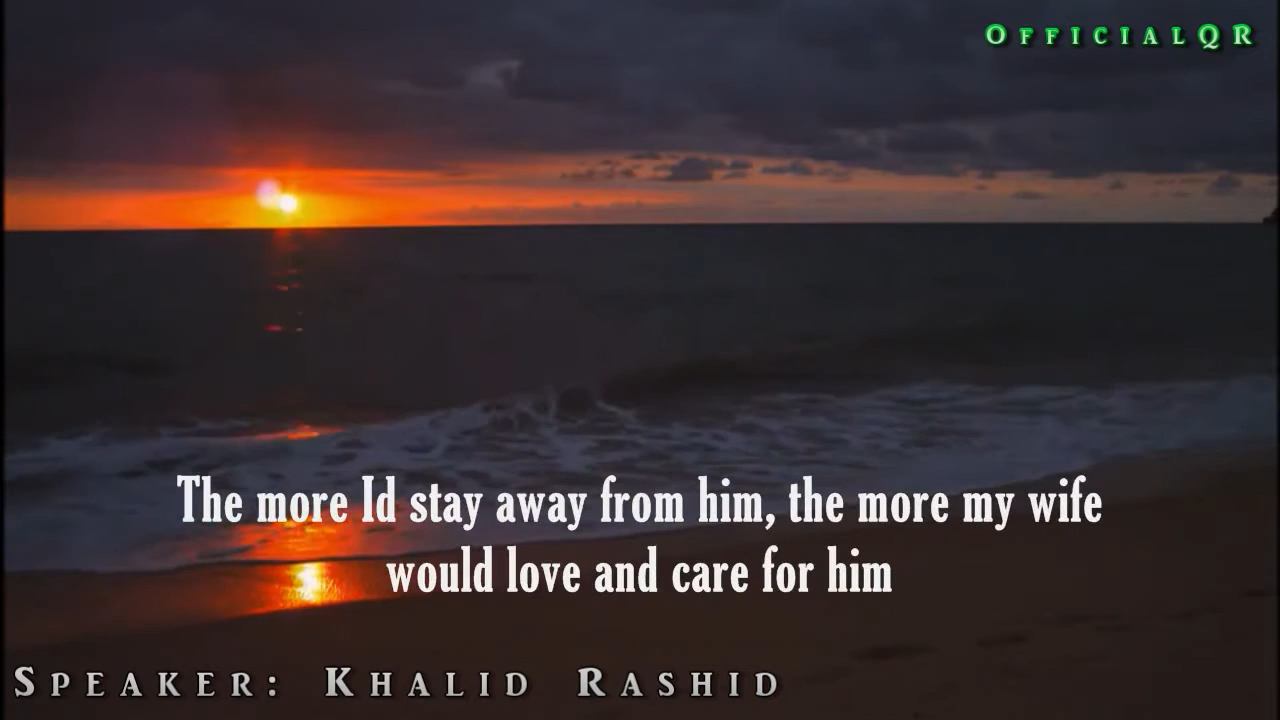 OFFICIALQR
The more Id stay away from him, the more my wife
would love and care for him
SPEAKER: KHALID RASHID